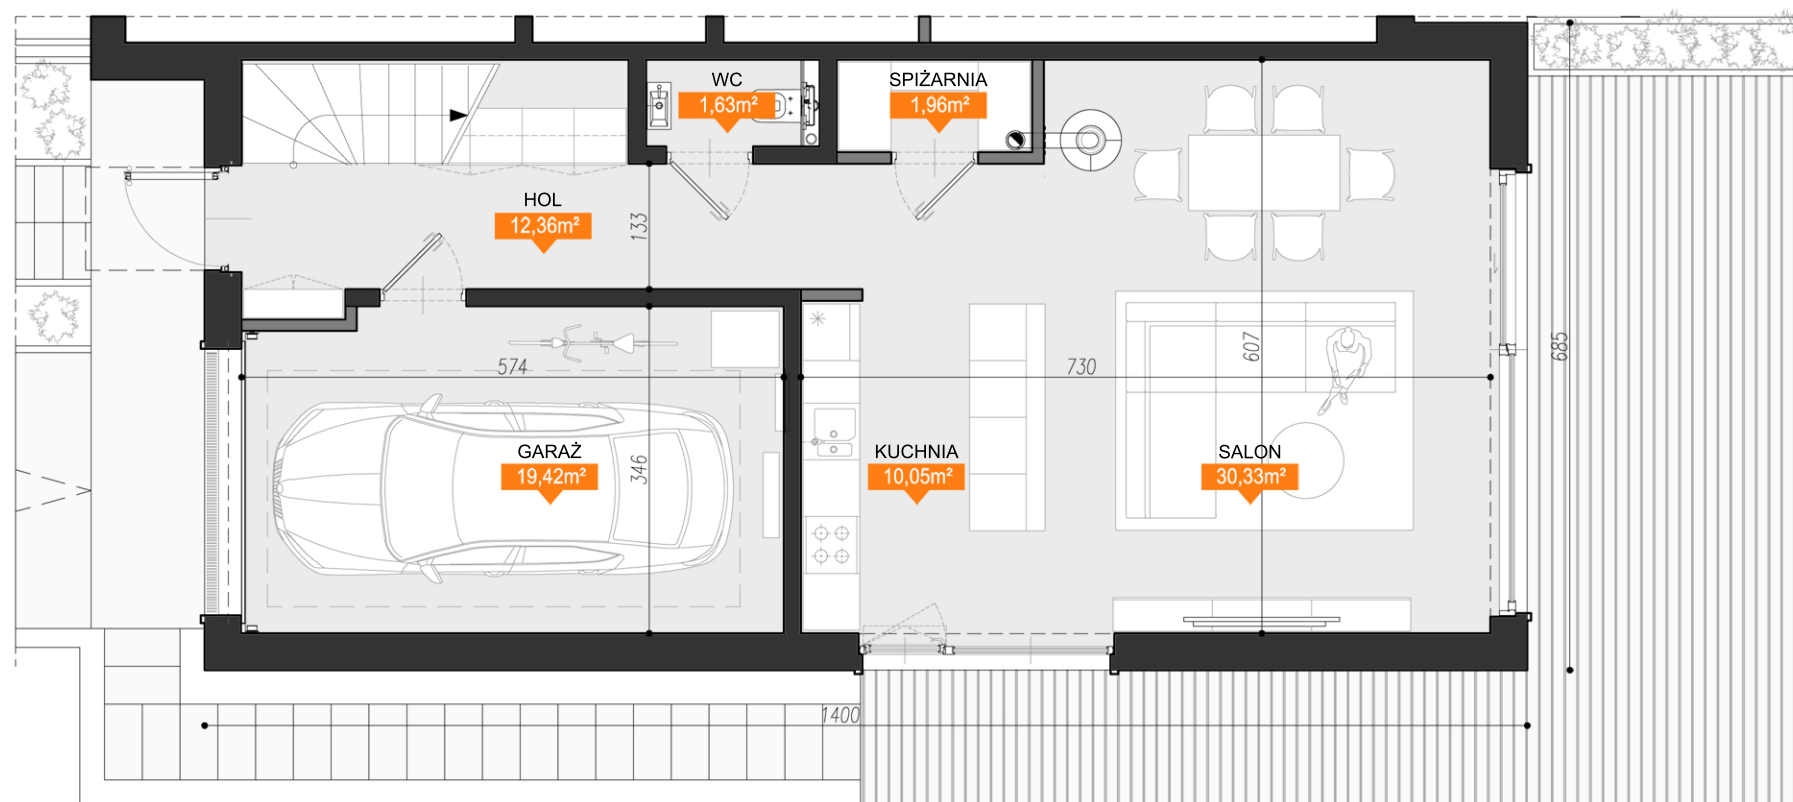 WC
1,63m²
SPIŻARNIA
1,96m²
HOL
12,36m²
133
574
730
607
685
GARAŻ
19,42m²
346
KUCHNIA
10,05m²
SALON
30,33m²
1400